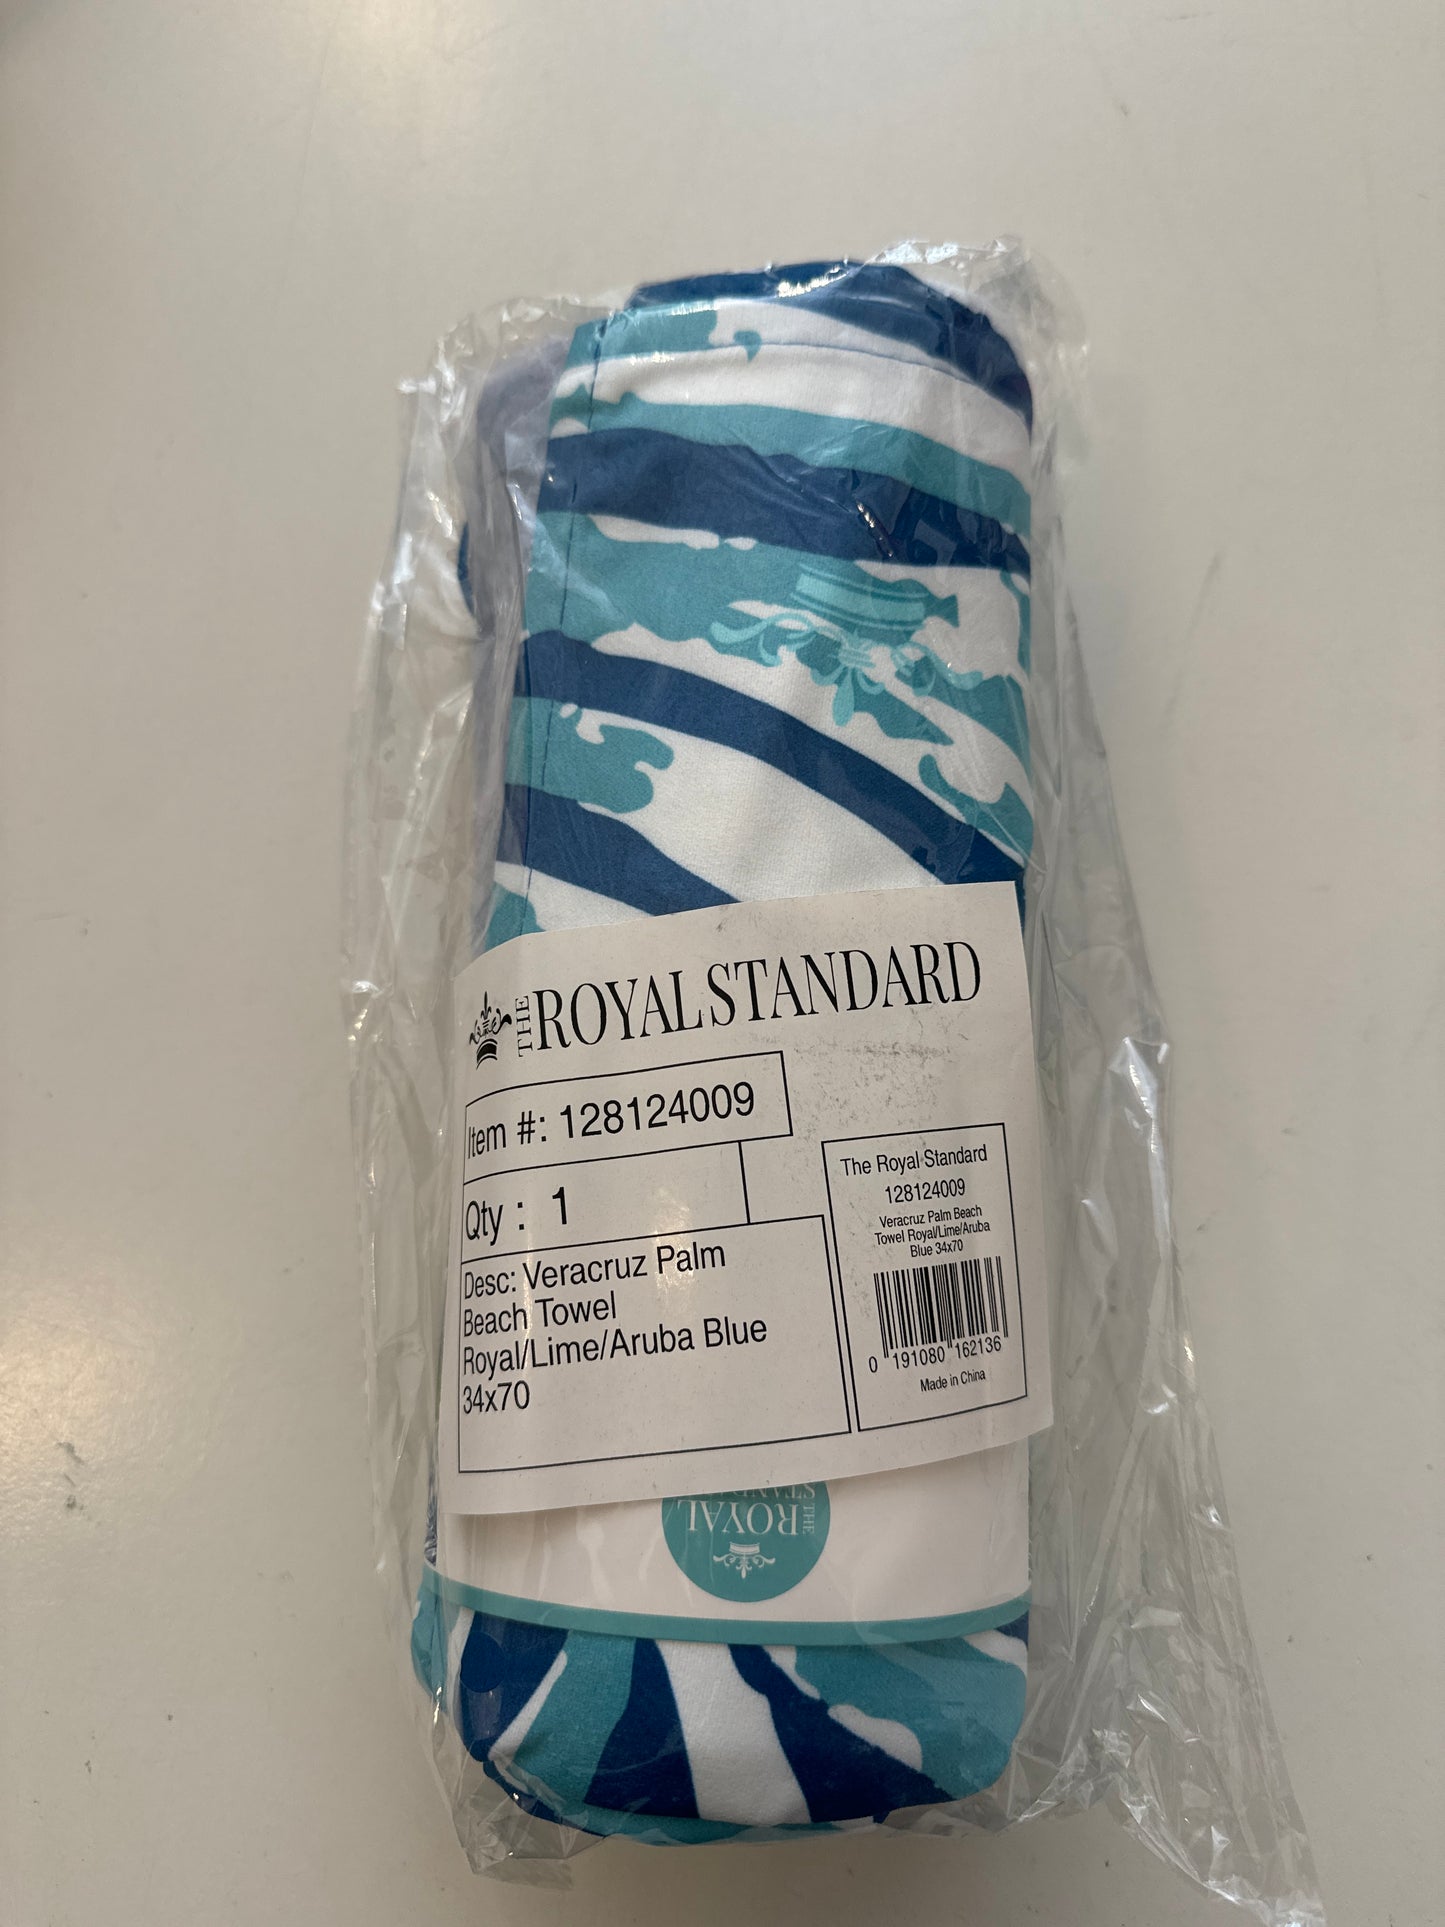 THE ROYAL STANDARD
Item #: 128124009
Qty : 1
Desc: Veracruz Palm
Beach Towel
Royal/Lime/Aruba Blue
34x70
The Royal Standard
128124009
Veracruz Palm Beach
Towel Royal/Lime/Aruba
Blue 34x70
0 191080 162136
Made in China
THE
ROYAL